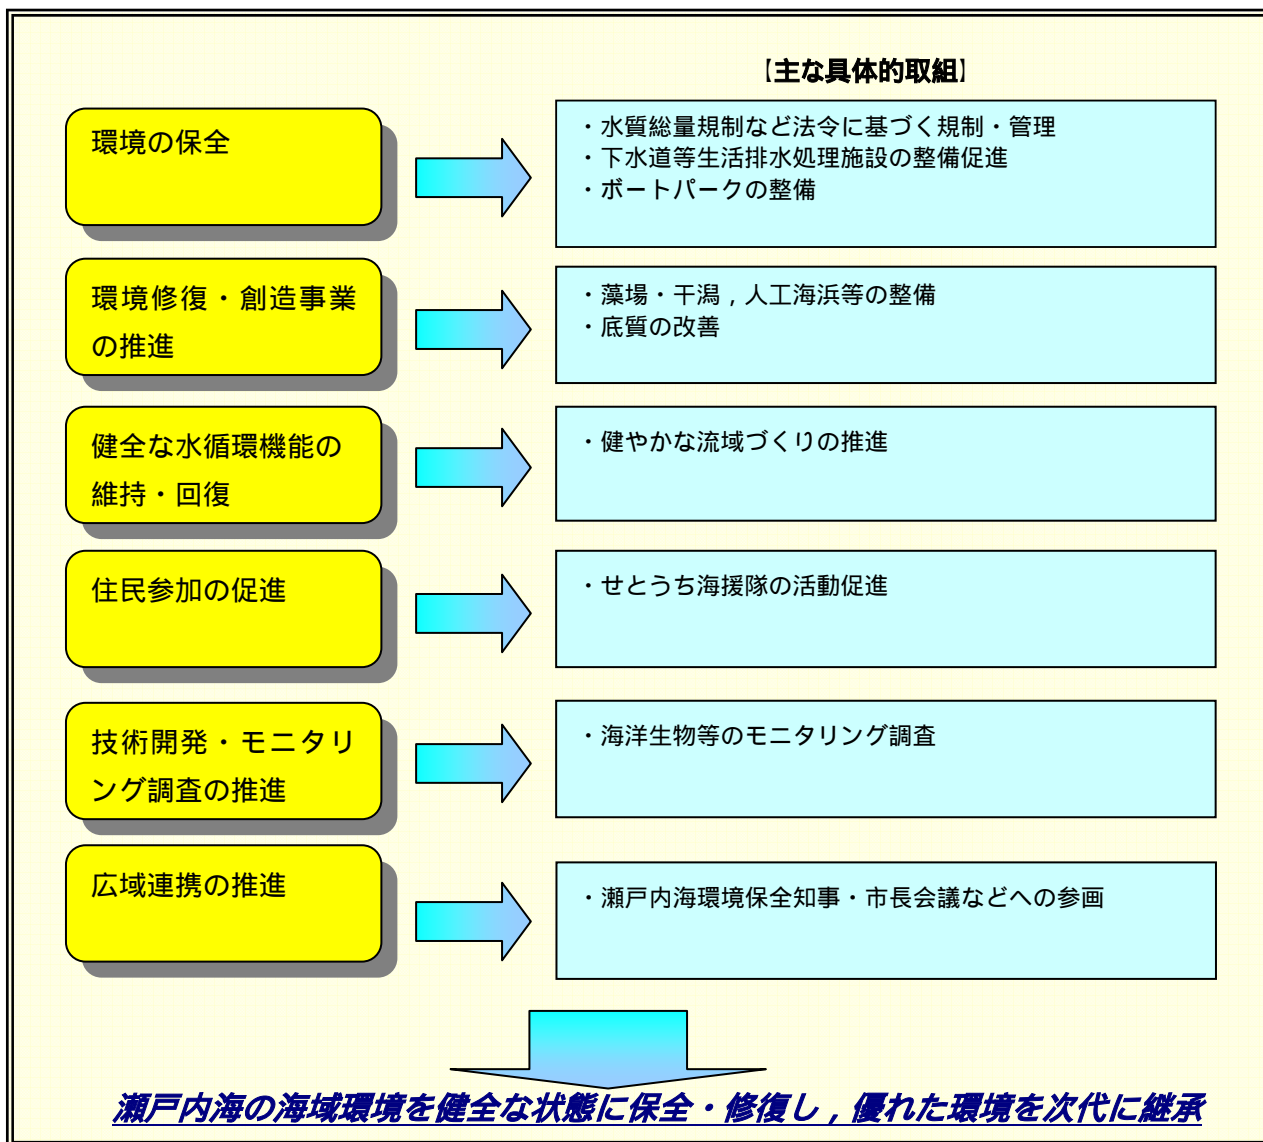 【主な具体的取組】
環境の保全
・水質総量規制など法令に基づく規制・管理
・下水道等生活排水処理施設の整備促進
・ボートパークの整備
環境修復・創造事業
の推進
・藻場・干潟，人工海浜等の整備
・底質の改善
健全な水循環機能の
維持・回復
・健やかな流域づくりの推進
住民参加の促進
・せとうち海援隊の活動促進
技術開発・モニタリ
ング調査の推進
・海洋生物等のモニタリング調査
広域連携の推進
・瀬戸内海環境保全知事・市長会議などへの参画
瀬戸内海の海域環境を健全な状態に保全・修復し，優れた環境を次代に継承